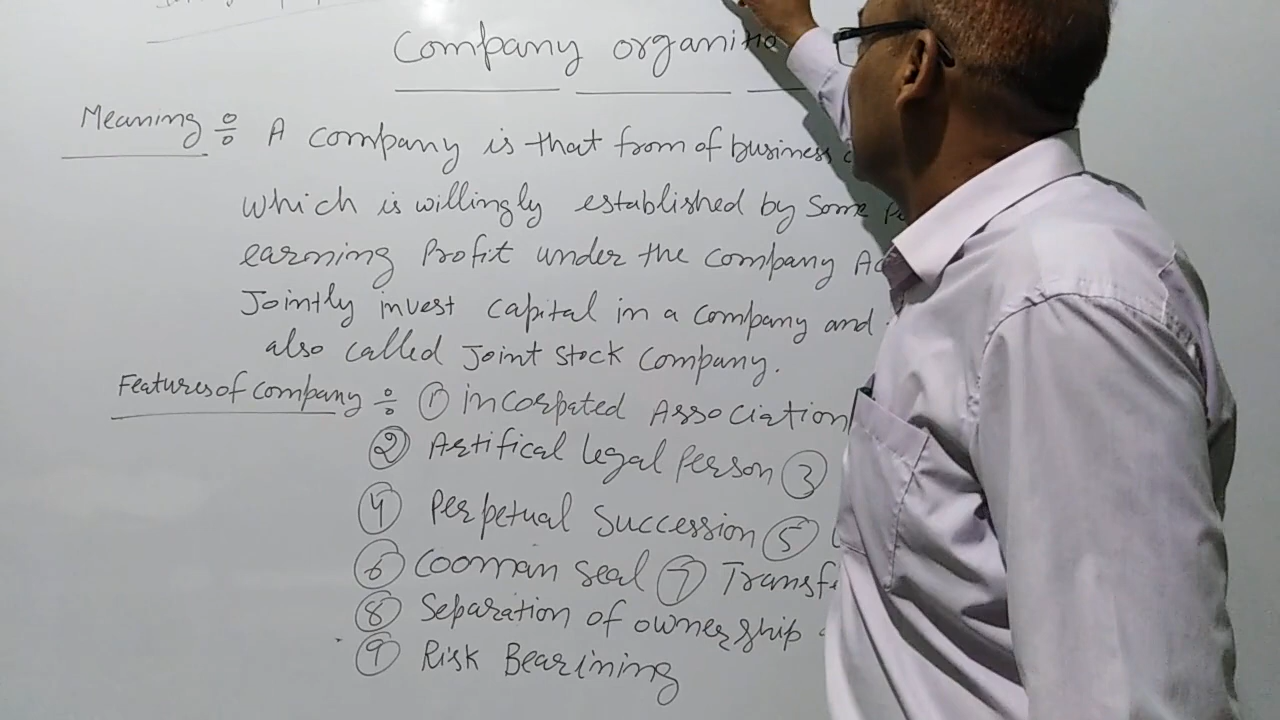 Company organitio
Meaning ÷ A company is that from of business
which is willingly established by Some
earning Profit under the Company Ac
Jointly invest capital in a Company and
also called Joint Stock Company.
Features of Company ÷ ① incorpated Association
② Artifical legal Person ③
④ Perpetual Succession ⑤
⑥ Cooman Seal ⑦ Transfe
⑧ Separation of ownership
⑨ Risk Bearining